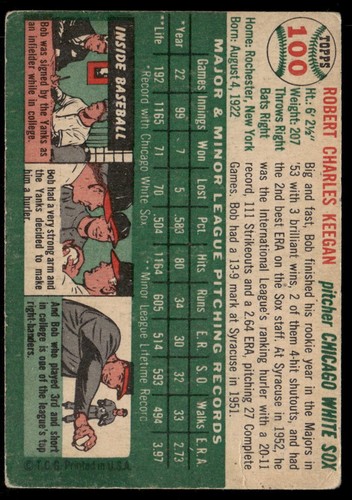 TOPPS
100
ROBERT CHARLES KEEGAN
pitcher CHICAGO WHITE SOX
Ht.: 6' 2½"
Weight: 207
Throws Right
Bats Right
Home: Rochester, New York
Born: August 4, 1922
Big and fast, Bob finished his rookie year in the Majors in
'53 with 3 brilliant wins, 2 of them 4-hit shutouts, and had
the 2nd best ERA on the Sox staff. At Syracuse in 1952, he
was the International League's ranking hurler with a 20-11
record, 111 Strikeouts and a 2.64 ERA, pitching 27 Complete
Games. Bob had a 13-9 mark at Syracuse in 1951.
MAJOR & MINOR LEAGUE PITCHING RECORDS
Games Innings Won Lost Pct. Hits Runs E.R. S.O. Walks E.R.A.
*Year 22 99 7 5 .583 80 34 30 32 33 2.73
**Life 192 1165 71 70 .504 1164 605 514 593 494 3.97
*Record with Chicago White Sox
**Minor League Lifetime Record
INSIDE BASEBALL
Bob was signed by the Yanks as
an infielder while in college.
Bob had a very strong arm and
the Yanks decided to make
him a hurler.
And Bob who played 3rd and short
in college is one of the league's top
right-handers.
© T.C.G. Printed in U.S.A.